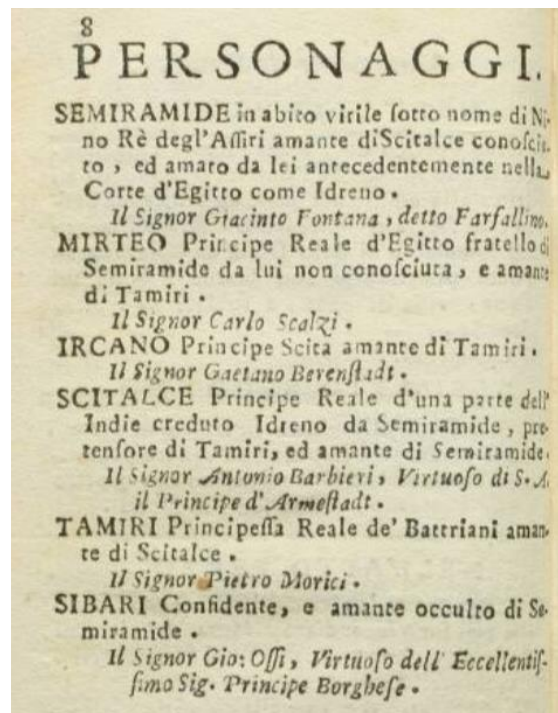 8
PERSONAGGI.
SEMIRAMIDE in abito virile ſotto nome di Ni-
no Rè degl'Aſſiri amante diScitalce conoſciu-
to, ed amato da lei antecedentemente nella
Corte d'Egitto come Idreno.
Il Signor Giacinto Fontana, detto Farfallino.
MIRTEO Principe Reale d'Egitto fratello di
Semiramide da lui non conoſciuta, e amante
di Tamiri.
Il Signor Carlo Scalzi.
IRCANO Principe Scita amante di Tamiri.
Il Signor Gaetano Berenſtadt.
SCITALCE Principe Reale d'una parte dell'
Indie creduto Idreno da Semiramide, pre-
tenſore di Tamiri, ed amante di Semiramide.
Il Signor Antonio Barbieri, Virtuoſo di S. A.
il Principe d'Armeſtadt.
TAMIRI Principeſſa Reale de' Battriani aman-
te di Scitalce.
Il Signor Pietro Morici.
SIBARI Confidente, e amante occulto di Se-
miramide.
Il Signor Gio: Oſſi, Virtuoſo dell' Eccellentiſ-
ſimo Sig. Principe Borgheſe.